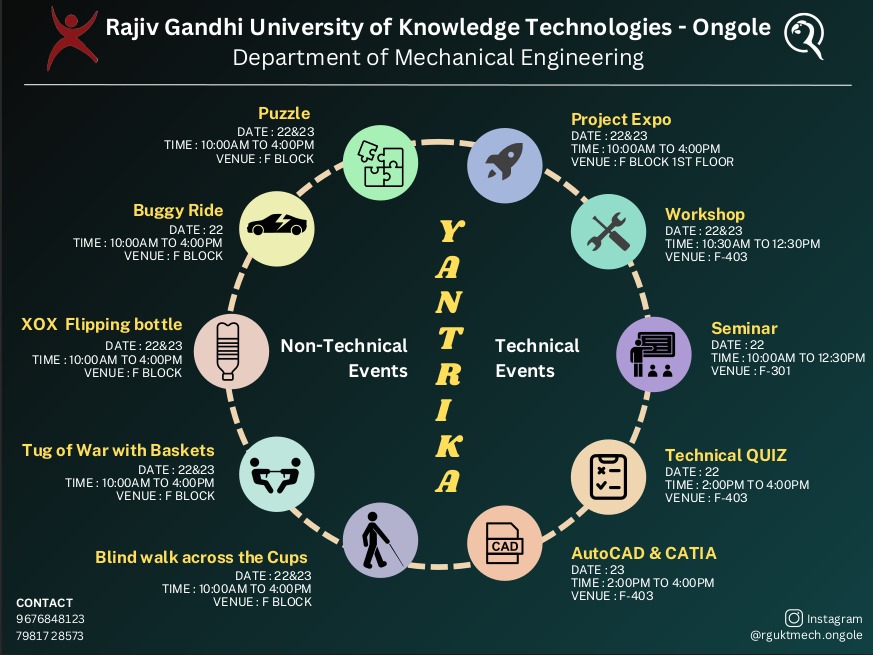 Rajiv Gandhi University of Knowledge Technologies - Ongole
Department of Mechanical Engineering
Puzzle
DATE : 22&23
TIME : 10:00AM TO 4:00PM
VENUE : F BLOCK
Buggy Ride
DATE : 22
TIME : 10:00AM TO 4:00PM
VENUE : F BLOCK
XOX Flipping bottle
DATE : 22&23
TIME : 10:00AM TO 4:00PM
VENUE : F BLOCK
Tug of War with Baskets
DATE : 22&23
TIME : 10:00AM TO 4:00PM
VENUE : F BLOCK
Blind walk across the Cups
DATE : 22&23
TIME : 10:00AM TO 4:00PM
VENUE : F BLOCK
Non-Technical
Events
Y
A
N
T
R
I
K
A
Technical
Events
Project Expo
DATE : 22&23
TIME : 10:00AM TO 4:00PM
VENUE : F BLOCK 1ST FLOOR
Workshop
DATE : 22&23
TIME : 10:30AM TO 12:30PM
VENUE : F-403
Seminar
DATE : 22
TIME : 10:00AM TO 12:30PM
VENUE : F-301
Technical QUIZ
DATE : 22
TIME : 2:00PM TO 4:00PM
VENUE : F-403
CAD
AutoCAD & CATIA
DATE : 23
TIME : 2:00PM TO 4:00PM
VENUE : F-403
CONTACT
9676848123
7981728573
Instagram
@rguktmech.ongole